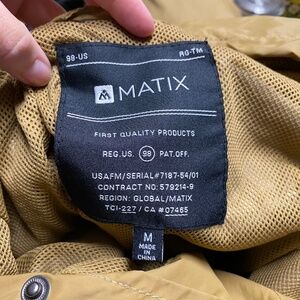 98-US RG-TM
MATIX
FIRST QUALITY PRODUCTS
REG.US. 98 PAT.OFF.
USAFM/SERIAL#7187-54/01
CONTRACT NO: 579214-9
REGION: GLOBAL/MATIX
TCI-227 / CA #07465
M
MADE
IN
CHINA